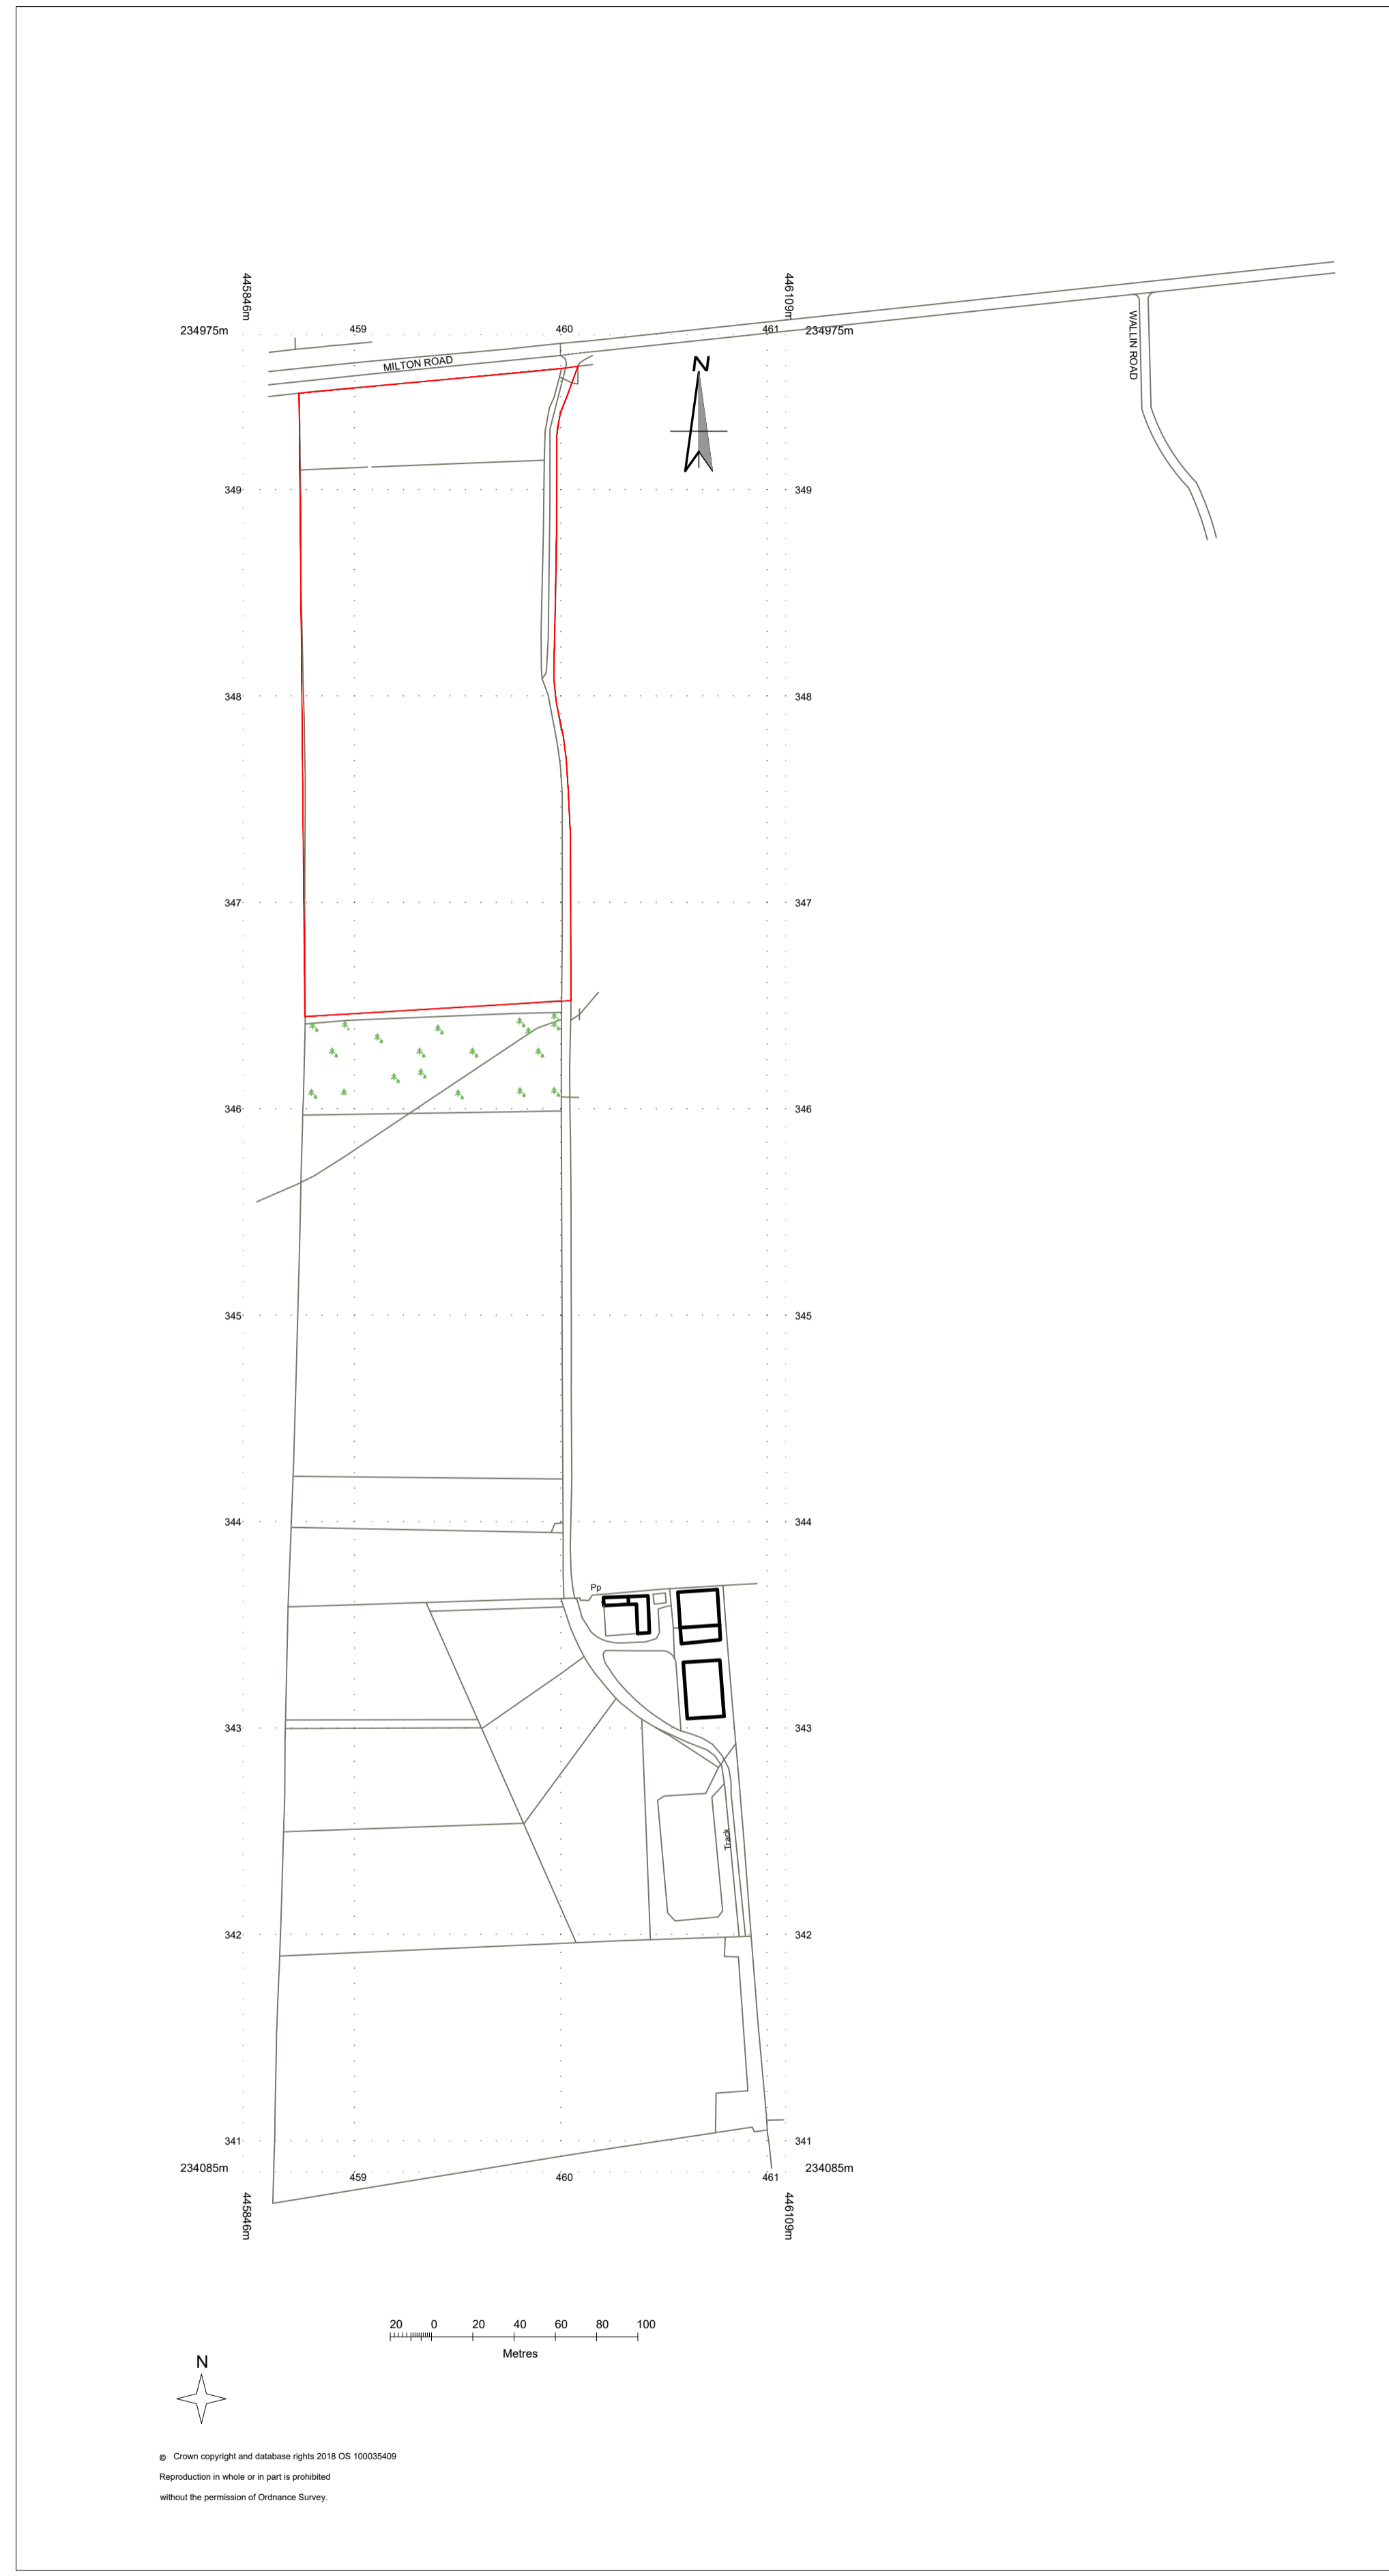 445846m
446109m
234975m
459
460
461
234975m
MILTON ROAD
WALLIN ROAD
N
349
349
348
348
347
347
346
346
345
345
344
344
Pp
343
343
Track
342
342
341
341
234085m
459
460
461
234085m
445846m
446109m
20 0 20 40 60 80 100
Metres
N
© Crown copyright and database rights 2018 OS 100035409
Reproduction in whole or in part is prohibited
without the permission of Ordnance Survey.